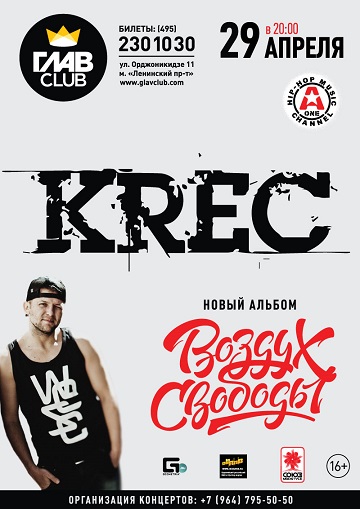 ГЛАВ
CLUB
БИЛЕТЫ: (495)
230 10 30
ул. Орджоникидзе 11
м. «Ленинский пр-т»
www.glavclub.com
29 АПРЕЛЯ
в 20:00
HIP-HOP MUSIC
A
ONE
CHANNEL
KREC
НОВЫЙ АЛЬБОМ
Воздух
Свободы
СОЮЗ
16+
ОРГАНИЗАЦИЯ КОНЦЕРТОВ: +7 (964) 795-50-50